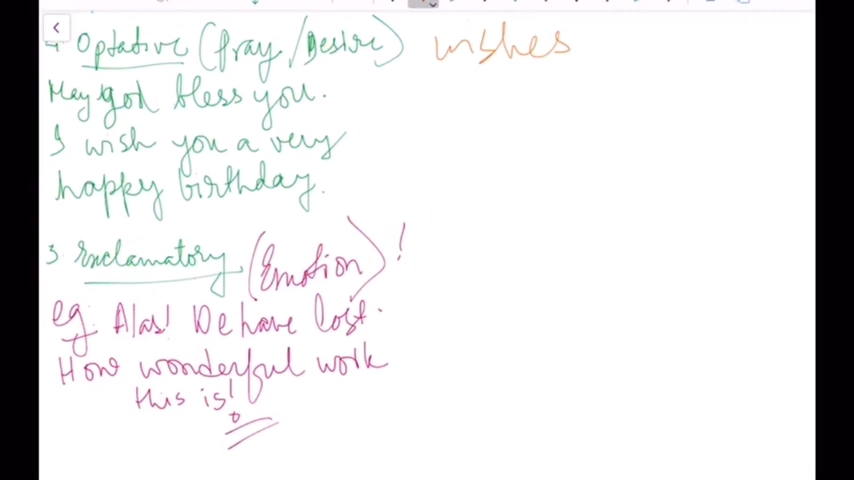 4 Optative (Pray/Desire) wishes
May god bless you.
I wish you a very
happy birthday.
5 Exclamatory (Emotion) !
eg. Alas! We have lost.
How wonderful work
this is!